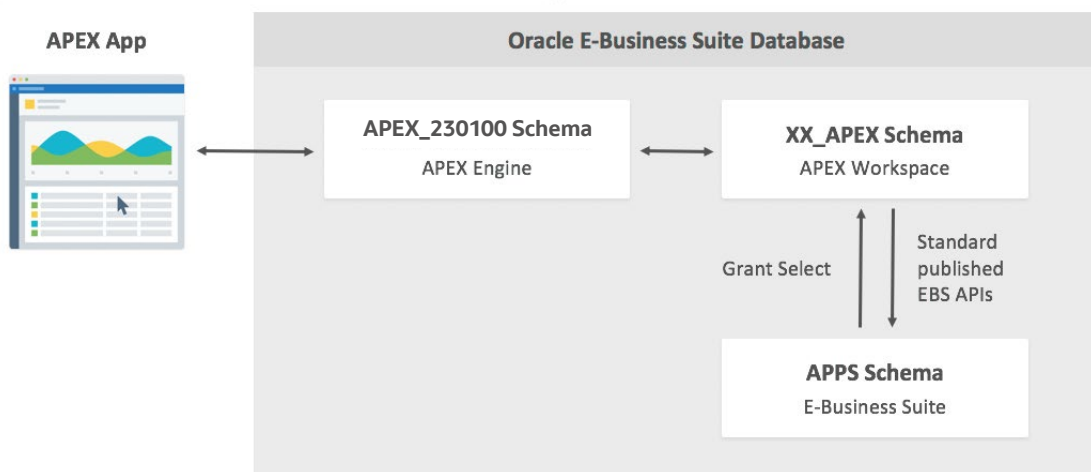 APEX App
Oracle E-Business Suite Database
APEX_230100 Schema
APEX Engine
XX_APEX Schema
APEX Workspace
Grant Select
Standard
published
EBS APIs
APPS Schema
E-Business Suite